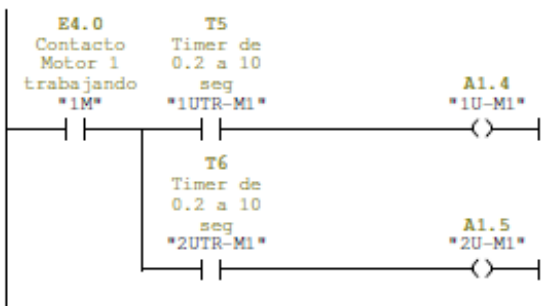 E4.0
Contacto
Motor 1
trabajando
"1M"
T5
Timer de
0.2 a 10
seg
"1UTR-M1"
A1.4
"1U-M1"
T6
Timer de
0.2 a 10
seg
"2UTR-M1"
A1.5
"2U-M1"